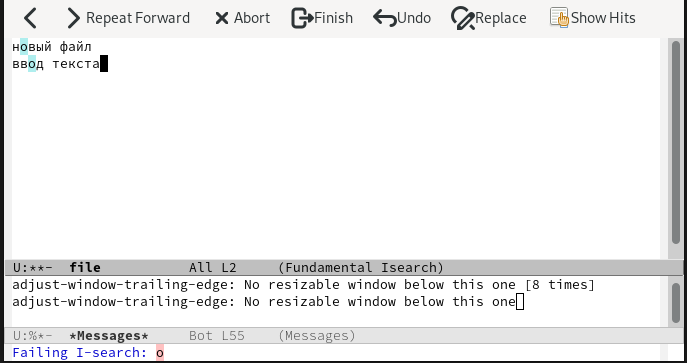 Repeat Forward Abort Finish Undo Replace Show Hits
новый файл
ввод текста
U:**-  file           All L2     (Fundamental Isearch)
adjust-window-trailing-edge: No resizable window below this one [8 times]
adjust-window-trailing-edge: No resizable window below this one
U:%*-  *Messages*     Bot L55    (Messages)
Failing I-search: о